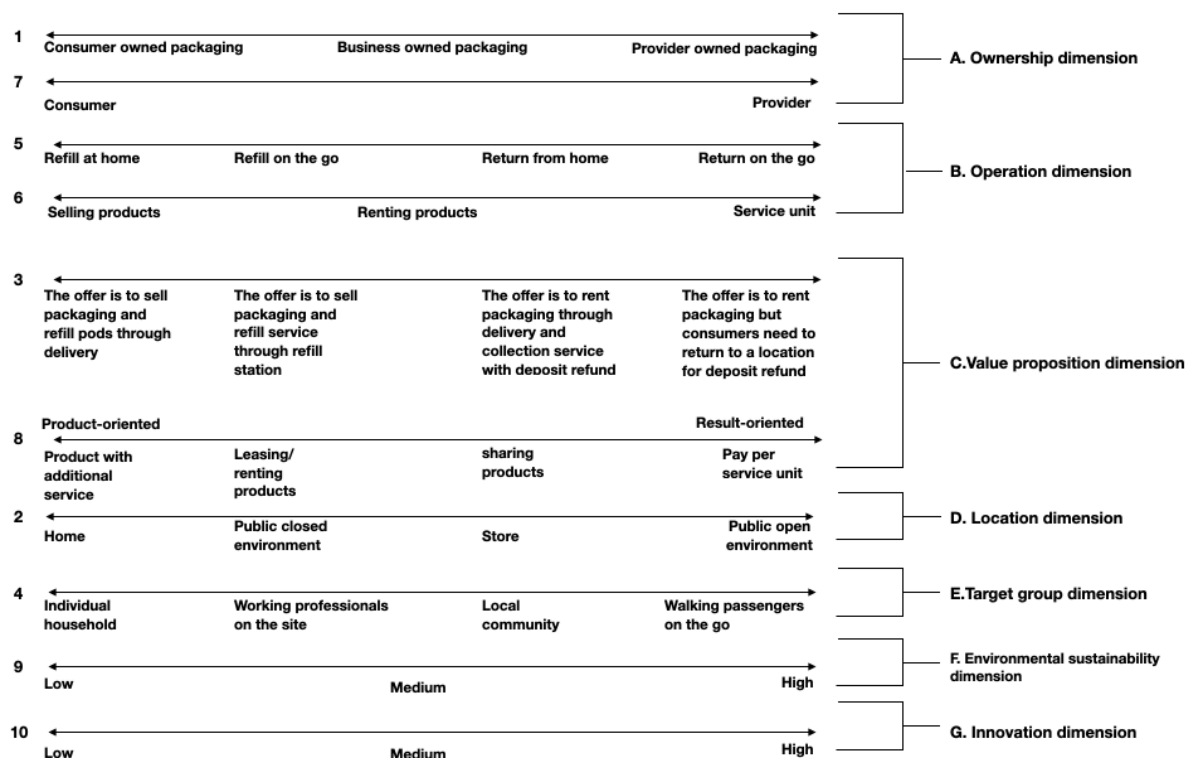 1
Consumer owned packaging Business owned packaging Provider owned packaging
A. Ownership dimension
7
Consumer Provider
5
Refill at home Refill on the go Return from home Return on the go
B. Operation dimension
6
Selling products Renting products Service unit
3
The offer is to sell
packaging and
refill pods through
delivery
The offer is to sell
packaging and
refill service
through refill
station
The offer is to rent
packaging through
delivery and
collection service
with deposit refund
The offer is to rent
packaging but
consumers need to
return to a location
for deposit refund
C.Value proposition dimension
Product-oriented Result-oriented
8
Product with
additional
service
Leasing/
renting
products
sharing
products
Pay per
service unit
2
Home
Public closed
environment
Store
Public open
environment
D. Location dimension
4
Individual
household
Working professionals
on the site
Local
community
Walking passengers
on the go
E.Target group dimension
9
Low Medium High
F. Environmental sustainability
dimension
10
Low Medium High
G. Innovation dimension